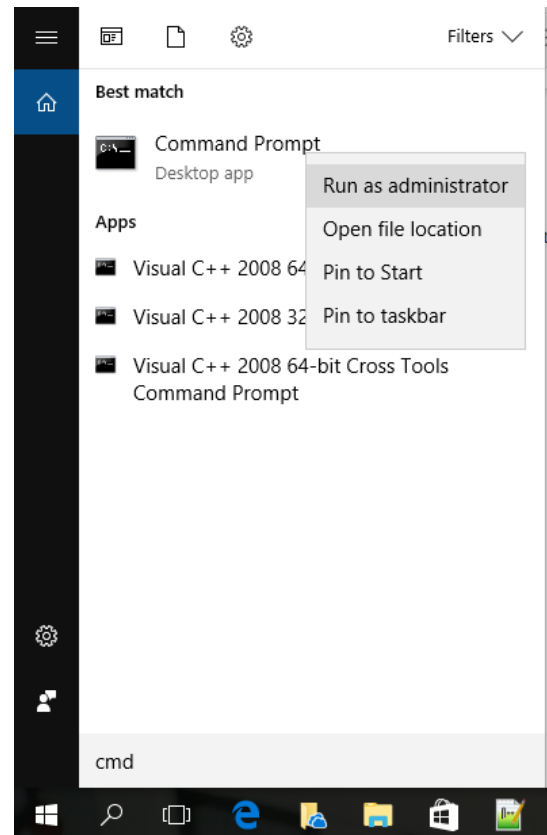 Filters
Best match
Command Prompt
Desktop app
Run as administrator
Open file location
Pin to Start
Pin to taskbar
Apps
Visual C++ 2008 64
Visual C++ 2008 32
Visual C++ 2008 64-bit Cross Tools
Command Prompt
cmd